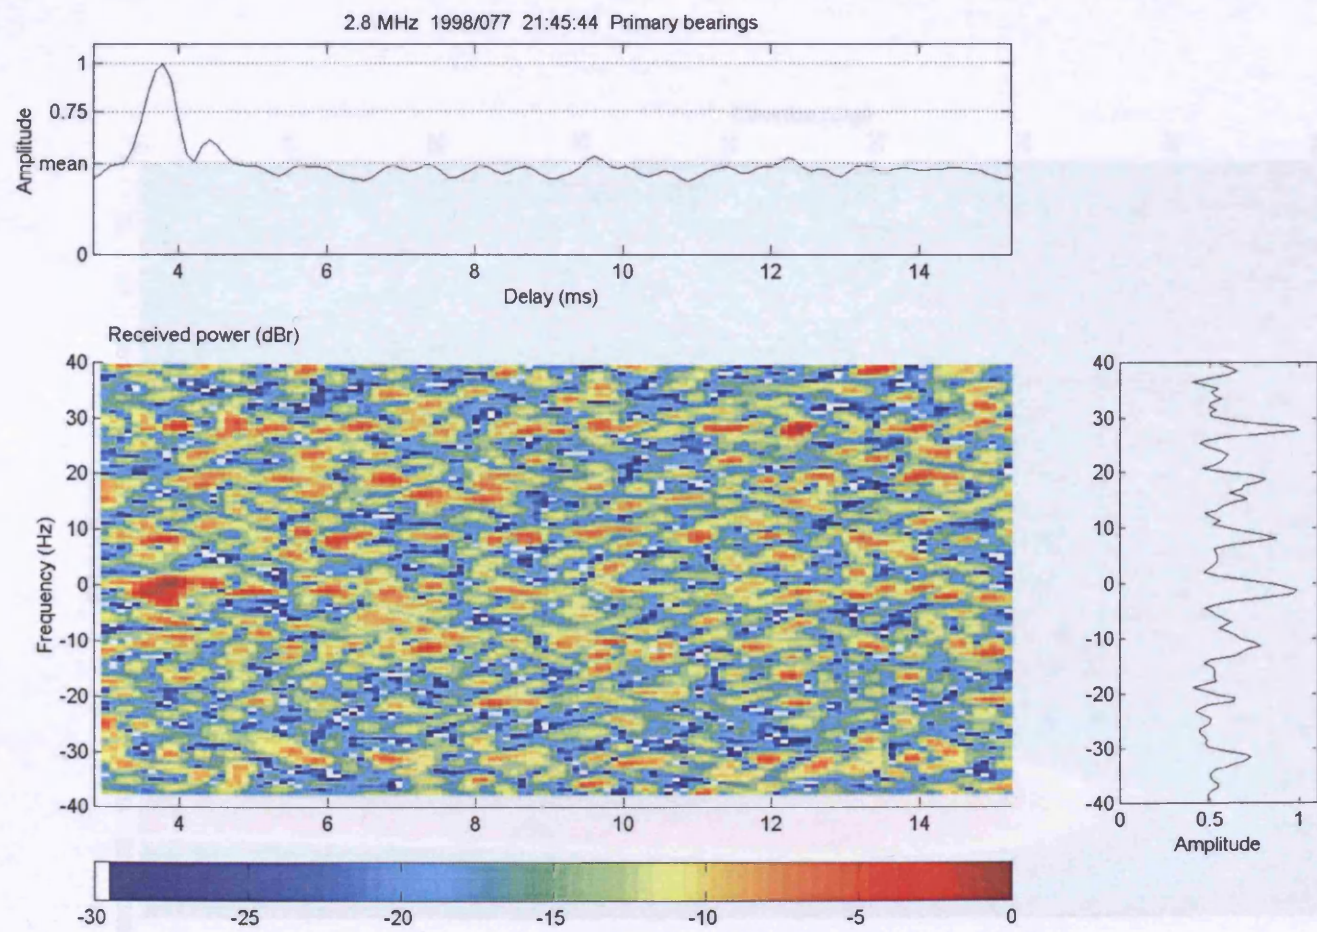 2.8 MHz 1998/077 21:45:44 Primary bearings
1
0.75
mean
0
Amplitude
4 6 8 10 12 14
Delay (ms)
Received power (dBr)
40
30
20
10
0
-10
-20
-30
-40
Frequency (Hz)
4 6 8 10 12 14
40
30
20
10
0
-10
-20
-30
-40
0 0.5 1
Amplitude
-30 -25 -20 -15 -10 -5 0